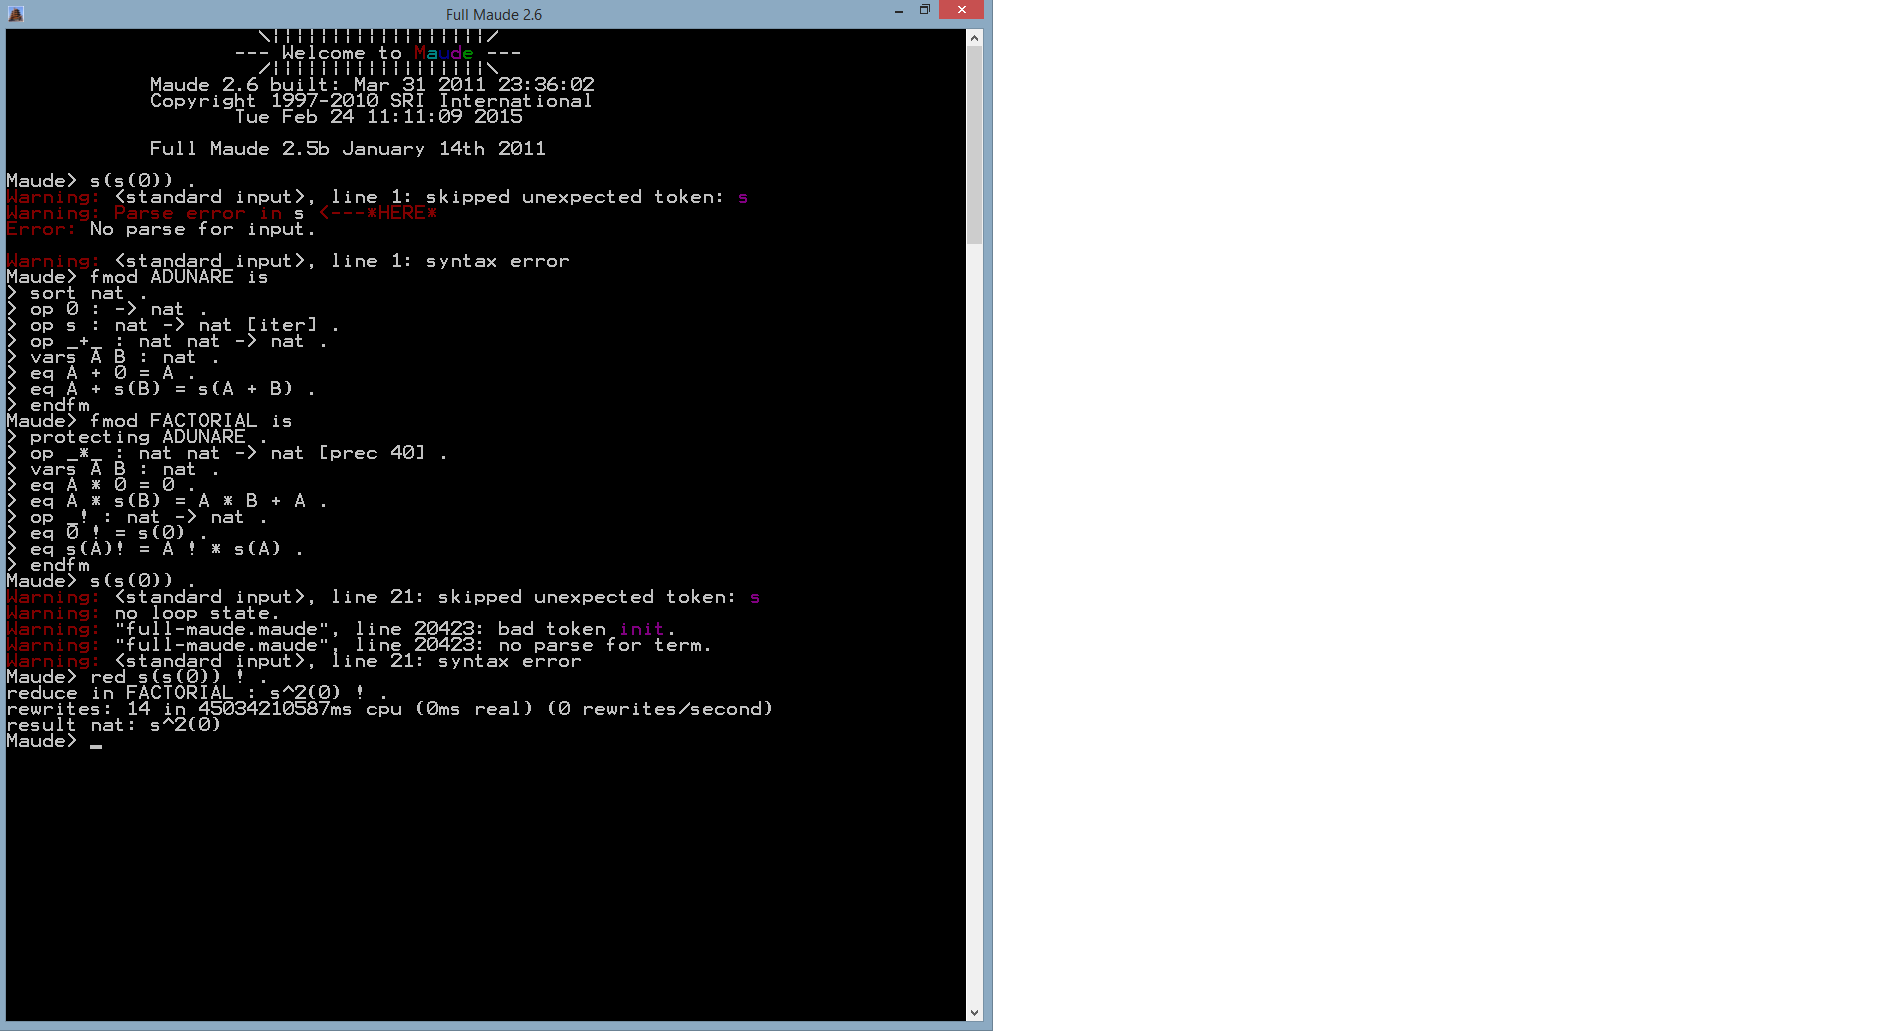 Full Maude 2.6
\||||||||||||||||||/
--- Welcome to Maude ---
/||||||||||||||||||\
Maude 2.6 built: Mar 31 2011 23:36:02
Copyright 1997-2010 SRI International
Tue Feb 24 11:11:09 2015
Full Maude 2.5b January 14th 2011
Maude> s(s(0)) .
Warning: <standard input>, line 1: skipped unexpected token: s
Warning: Parse error in s <---*HERE*
Error: No parse for input.
Warning: <standard input>, line 1: syntax error
Maude> fmod ADUNARE is
> sort nat .
> op 0 : -> nat .
> op s : nat -> nat [iter] .
> op _+_ : nat nat -> nat .
> vars A B : nat .
> eq A + 0 = A .
> eq A + s(B) = s(A + B) .
> endfm
Maude> fmod FACTORIAL is
> protecting ADUNARE .
> op _*_ : nat nat -> nat [prec 40] .
> vars A B : nat .
> eq A * 0 = 0 .
> eq A * s(B) = A * B + A .
> op _! : nat -> nat .
> eq 0 ! = s(0) .
> eq s(A)! = A ! * s(A) .
> endfm
Maude> s(s(0)) .
Warning: <standard input>, line 21: skipped unexpected token: s
Warning: no loop state.
Warning: "full-maude.maude", line 20423: bad token init.
Warning: "full-maude.maude", line 20423: no parse for term.
Warning: <standard input>, line 21: syntax error
Maude> red s(s(0)) ! .
reduce in FACTORIAL : s^2(0) ! .
rewrites: 14 in 45034210587ms cpu (0ms real) (0 rewrites/second)
result nat: s^2(0)
Maude> _